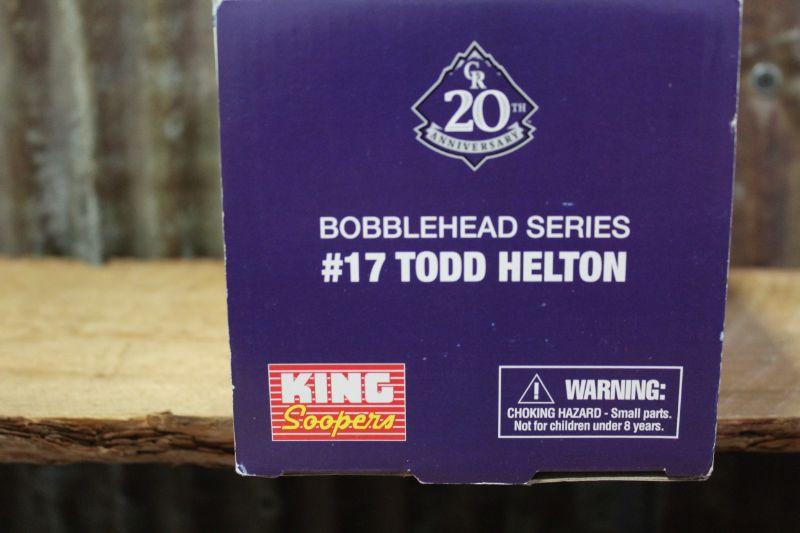 CR
20TH
ANNIVERSARY
BOBBLEHEAD SERIES
#17 TODD HELTON
KING
Soopers
WARNING:
CHOKING HAZARD - Small parts.
Not for children under 8 years.